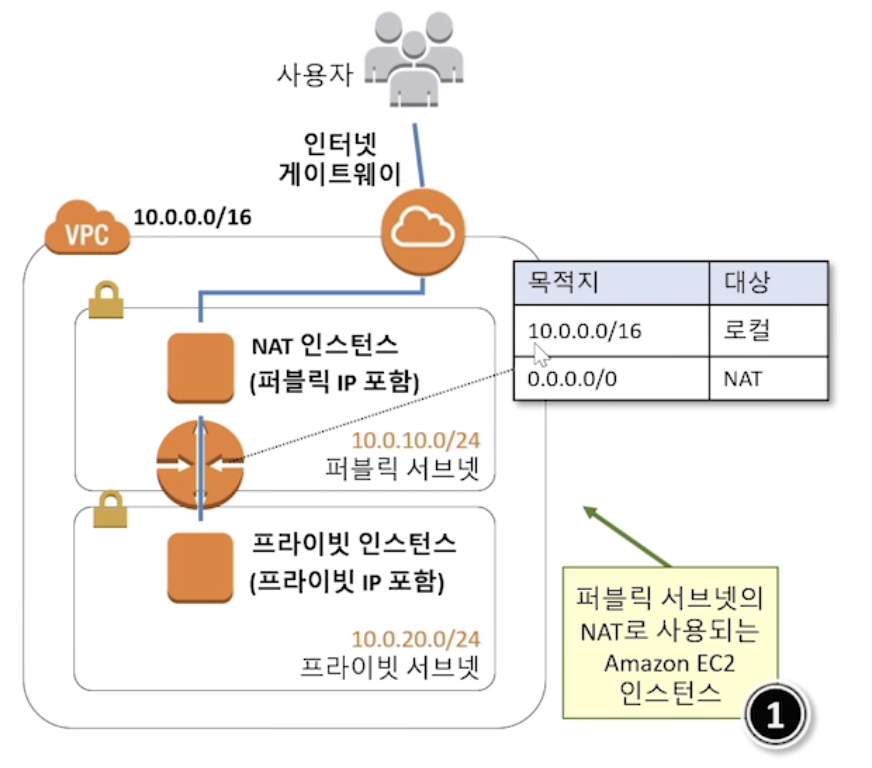 사용자
인터넷
게이트웨이
VPC
10.0.0.0/16
목적지 대상
10.0.0.0/16 로컬
0.0.0.0/0 NAT
NAT 인스턴스
(퍼블릭 IP 포함)
10.0.10.0/24
퍼블릭 서브넷
프라이빗 인스턴스
(프라이빗 IP 포함)
10.0.20.0/24
프라이빗 서브넷
퍼블릭 서브넷의
NAT로 사용되는
Amazon EC2
인스턴스
1